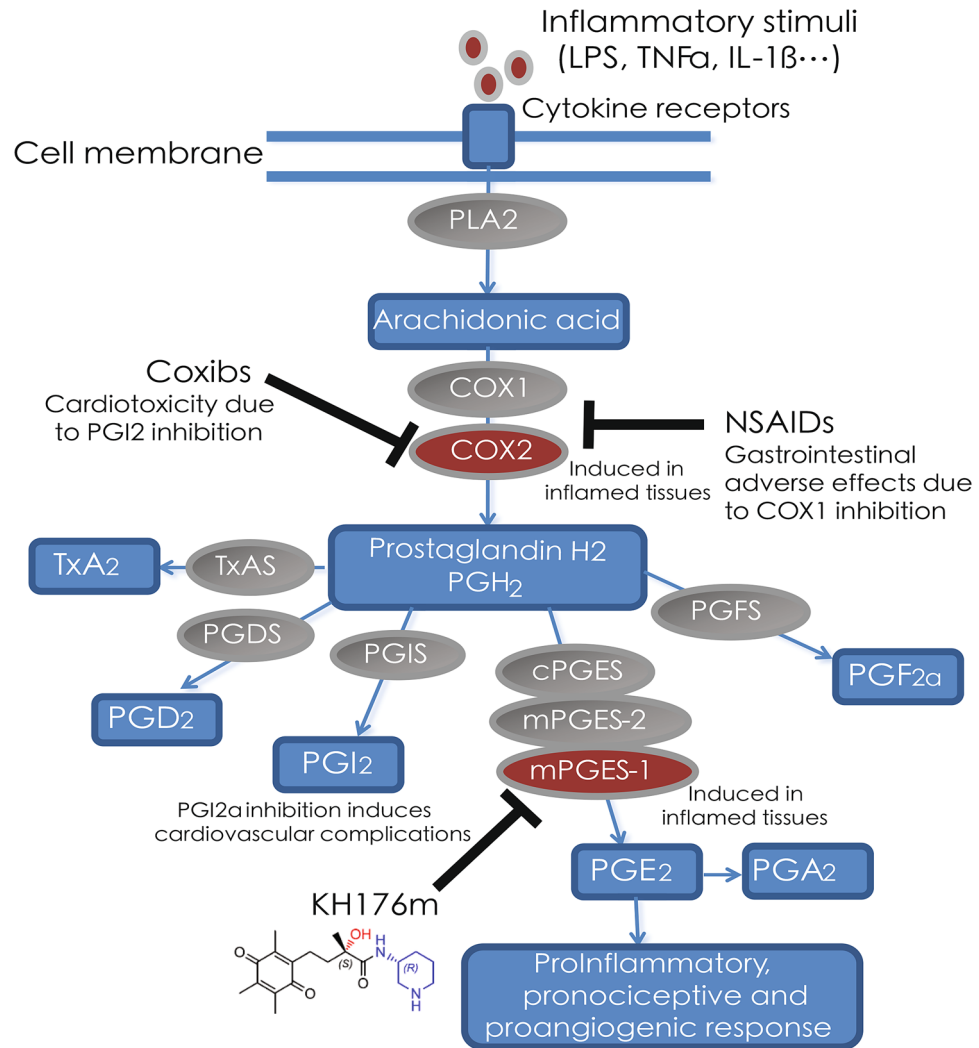 Inflammatory stimuli
(LPS, TNFa, IL-1ß···)
Cytokine receptors
Cell membrane
PLA2
Arachidonic acid
Coxibs
Cardiotoxicity due
to PGI2 inhibition
COX1
COX2
Induced in
inflamed tissues
NSAIDs
Gastrointestinal
adverse effects due
to COX1 inhibition
Prostaglandin H2
PGH2
TxA2
TxAS
PGDS
PGD2
PGIS
PGI2
PGI2a inhibition induces
cardiovascular complications
cPGES
mPGES-2
mPGES-1
Induced in
inflamed tissues
PGFS
PGF2a
PGE2
PGA2
KH176m
O
O
OH
(S)
O
H
N
(R)
N
H
ProInflammatory,
pronociceptive and
proangiogenic response